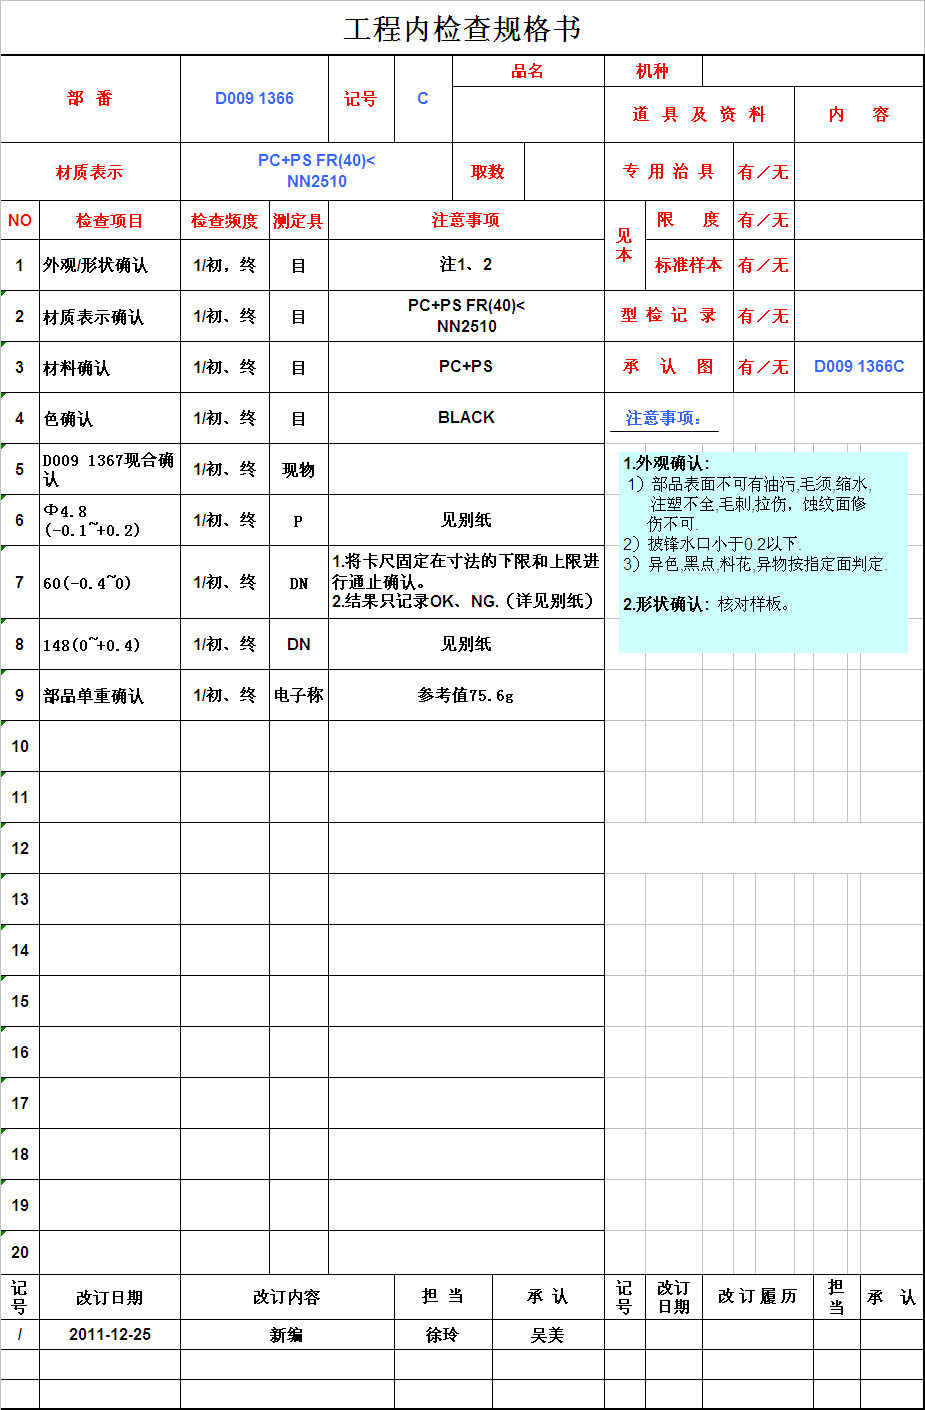 工程内检查规格书
部 番 D009 1366 记号 C 品名 机种
道 具 及 资 料 内 容
材质表示 PC+PS FR(40)<
NN2510 取数 专 用 治 具 有／无
NO 检查项目 检查频度 测定具 注意事项 见本 限 度 有／无
1 外观/形状确认 1/初，终 目 注1、2 标准样本 有／无
2 材质表示确认 1/初、终 目 PC+PS FR(40)<
NN2510 型 检 记 录 有／无
3 材料确认 1/初、终 目 PC+PS 承 认 图 有／无 D009 1366C
4 色确认 1/初、终 目 BLACK 注意事项：
5 D009 1367现合确
认 1/初、终 现物
6 Φ4.8
(-0.1~+0.2) 1/初、终 P 见别纸
7 60(-0.4~0) 1/初、终 DN 1.将卡尺固定在寸法的下限和上限进
行通止确认。
2.结果只记录OK、NG.（详见别纸）
8 148(0~+0.4) 1/初、终 DN 见别纸
9 部品单重确认 1/初、终 电子称 参考值75.6g
1.外观确认:
1）部品表面不可有油污,毛须,缩水,
注塑不全,毛刺,拉伤，蚀纹面修
伤不可.
2）披锋水口小于0.2以下.
3）异色,黑点,料花,异物按指定面判定.
2.形状确认: 核对样板。
10
11
12
13
14
15
16
17
18
19
20
记号 改订日期 改订内容 担 当 承 认 记号 改订日期 改 订 履 历 担当 承 认
/ 2011-12-25 新编 徐玲 吴美